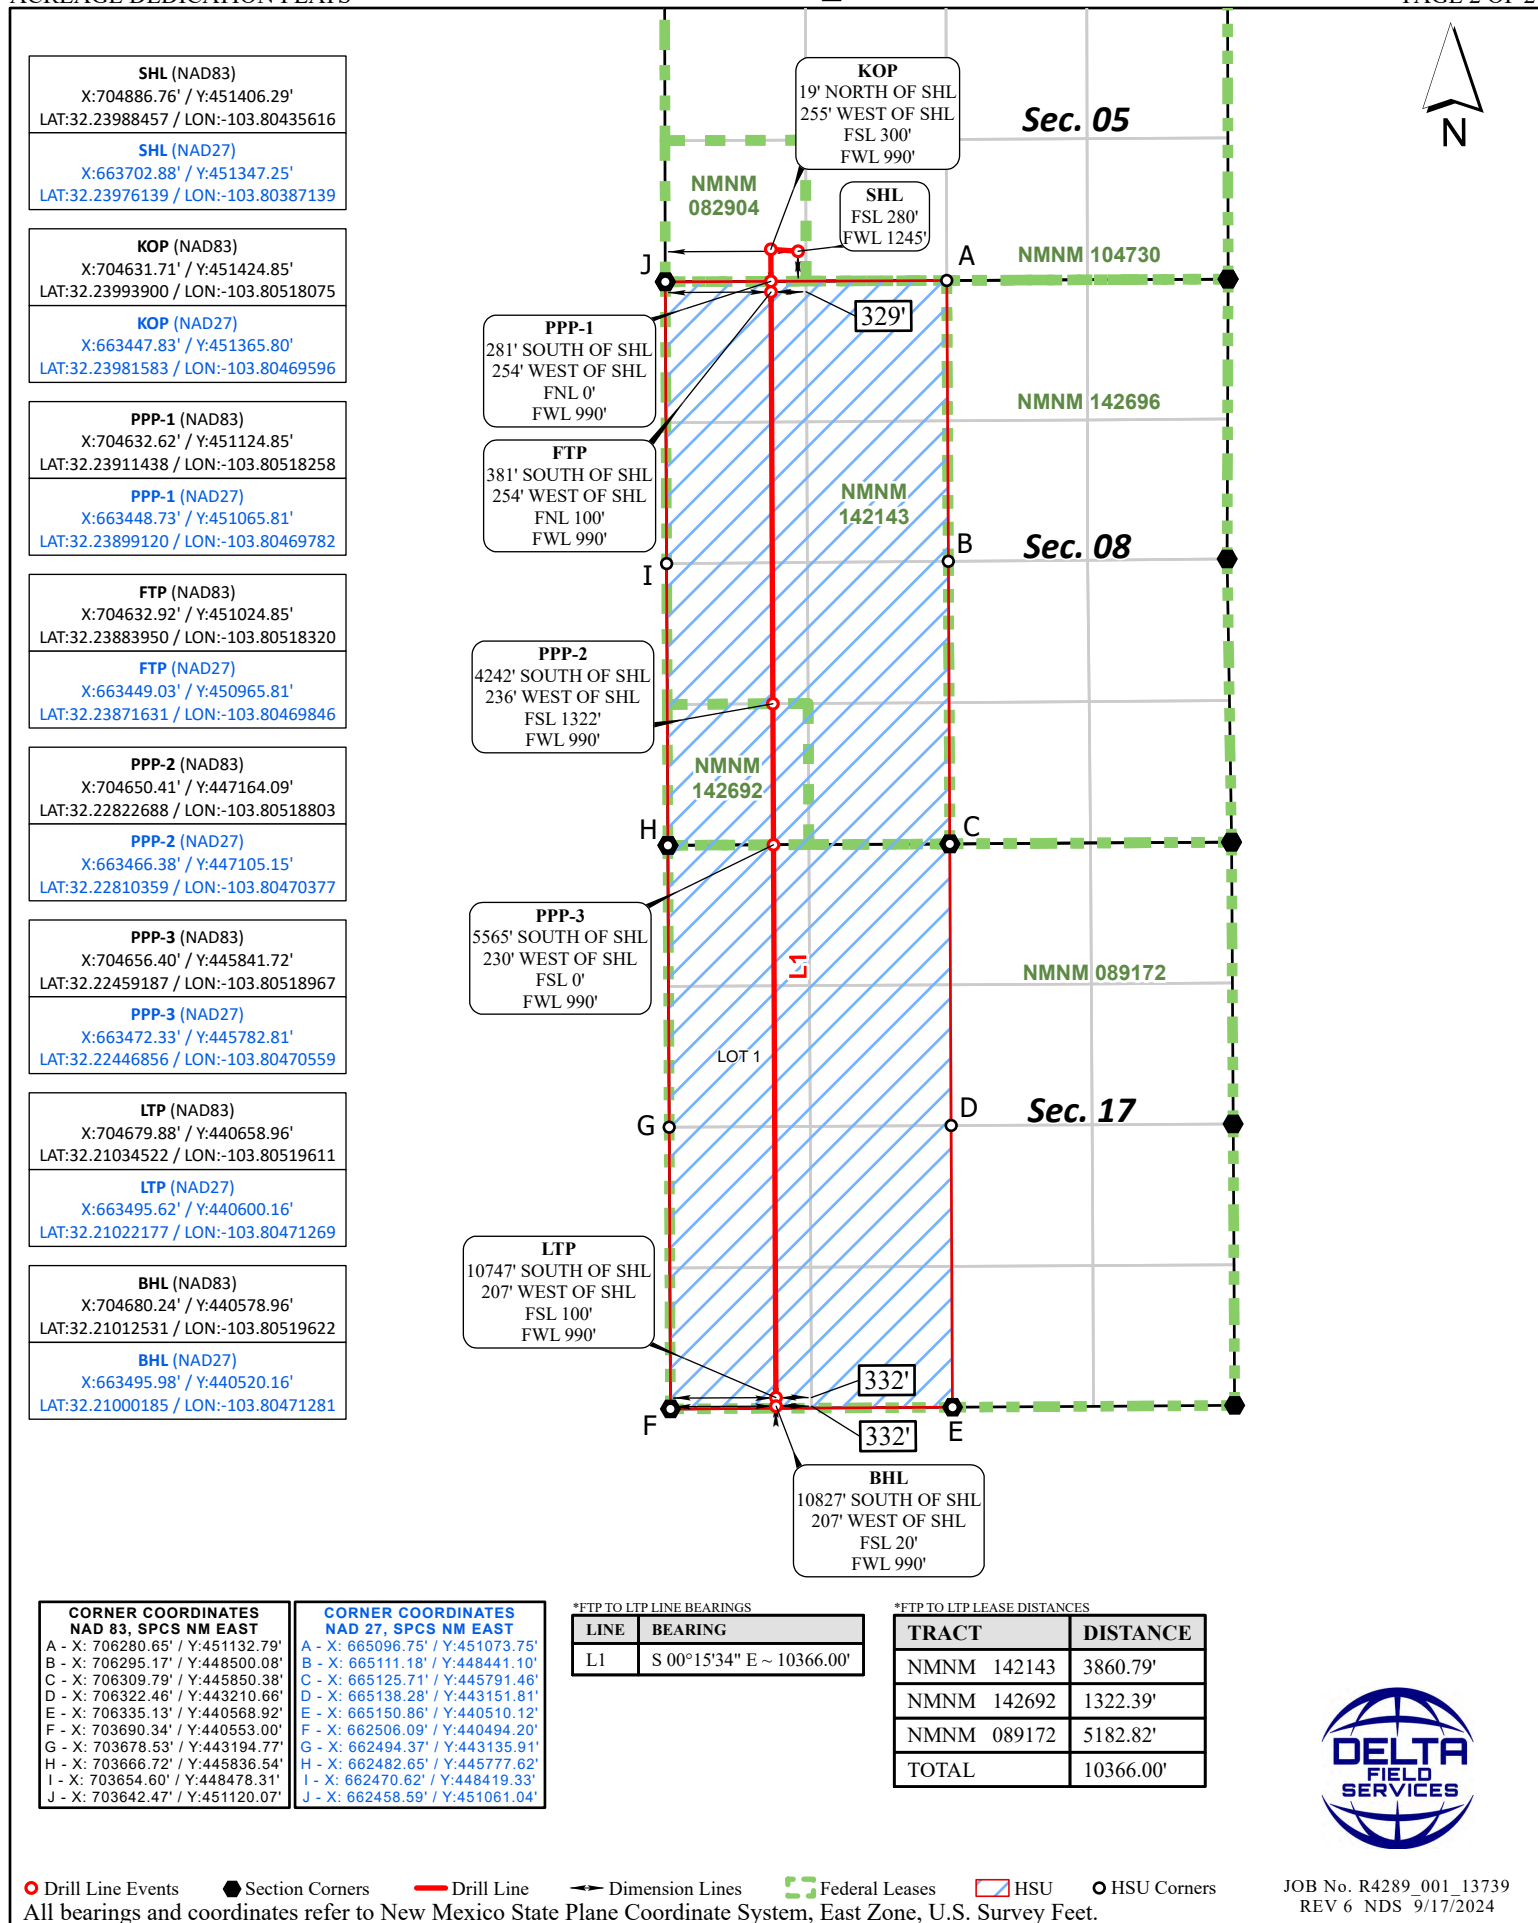 SHL (NAD83)
X:704886.76' / Y:451406.29'
LAT:32.23988457 / LON:-103.80435616
SHL (NAD27)
X:663702.88' / Y:451347.25'
LAT:32.23976139 / LON:-103.80387139
KOP (NAD83)
X:704631.71' / Y:451424.85'
LAT:32.23993900 / LON:-103.80518075
KOP (NAD27)
X:663447.83' / Y:451365.80'
LAT:32.23981583 / LON:-103.80469596
PPP-1 (NAD83)
X:704632.62' / Y:451124.85'
LAT:32.23911438 / LON:-103.80518258
PPP-1 (NAD27)
X:663448.73' / Y:451065.81'
LAT:32.23899120 / LON:-103.80469782
FTP (NAD83)
X:704632.92' / Y:451024.85'
LAT:32.23883950 / LON:-103.80518320
FTP (NAD27)
X:663449.03' / Y:450965.81'
LAT:32.23871631 / LON:-103.80469846
PPP-2 (NAD83)
X:704650.41' / Y:447164.09'
LAT:32.22822688 / LON:-103.80518803
PPP-2 (NAD27)
X:663466.38' / Y:447105.15'
LAT:32.22810359 / LON:-103.80470377
PPP-3 (NAD83)
X:704656.40' / Y:445841.72'
LAT:32.22459187 / LON:-103.80518967
PPP-3 (NAD27)
X:663472.33' / Y:445782.81'
LAT:32.22446856 / LON:-103.80470559
LTP (NAD83)
X:704679.88' / Y:440658.96'
LAT:32.21034522 / LON:-103.80519611
LTP (NAD27)
X:663495.62' / Y:440600.16'
LAT:32.21022177 / LON:-103.80471269
BHL (NAD83)
X:704680.24' / Y:440578.96'
LAT:32.21012531 / LON:-103.80519622
BHL (NAD27)
X:663495.98' / Y:440520.16'
LAT:32.21000185 / LON:-103.80471281
KOP
19' NORTH OF SHL
255' WEST OF SHL
FSL 300'
FWL 990'
Sec. 05
N
NMNM
082904
SHL
FSL 280'
FWL 1245'
J
A
NMNM 104730
329'
PPP-1
281' SOUTH OF SHL
254' WEST OF SHL
FNL 0'
FWL 990'
NMNM 142696
FTP
381' SOUTH OF SHL
254' WEST OF SHL
FNL 100'
FWL 990'
NMNM
142143
I
B
Sec. 08
PPP-2
4242' SOUTH OF SHL
236' WEST OF SHL
FSL 1322'
FWL 990'
NMNM
142692
H
C
PPP-3
5565' SOUTH OF SHL
230' WEST OF SHL
FSL 0'
FWL 990'
L1
NMNM 089172
LOT 1
G
D
Sec. 17
LTP
10747' SOUTH OF SHL
207' WEST OF SHL
FSL 100'
FWL 990'
332'
F
332'
E
BHL
10827' SOUTH OF SHL
207' WEST OF SHL
FSL 20'
FWL 990'
CORNER COORDINATES
NAD 83, SPCS NM EAST
A - X: 706280.65' / Y:451132.79'
B - X: 706295.17' / Y:448500.08'
C - X: 706309.79' / Y:445850.38'
D - X: 706322.46' / Y:443210.66'
E - X: 706335.13' / Y:440568.92'
F - X: 703690.34' / Y:440553.00'
G - X: 703678.53' / Y:443194.77'
H - X: 703666.72' / Y:445836.54'
I - X: 703654.60' / Y:448478.31'
J - X: 703642.47' / Y:451120.07'
CORNER COORDINATES
NAD 27, SPCS NM EAST
A - X: 665096.75' / Y:451073.75'
B - X: 665111.18' / Y:448441.10'
C - X: 665125.71' / Y:445791.46'
D - X: 665138.28' / Y:443151.81'
E - X: 665150.86' / Y:440510.12'
F - X: 662506.09' / Y:440494.20'
G - X: 662494.37' / Y:443135.91'
H - X: 662482.65' / Y:445777.62'
I - X: 662470.62' / Y:448419.33'
J - X: 662458.59' / Y:451061.04'
*FTP TO LTP LINE BEARINGS
LINE BEARING
L1 S 00°15'34" E ~ 10366.00'
*FTP TO LTP LEASE DISTANCES
TRACT DISTANCE
NMNM 142143 3860.79'
NMNM 142692 1322.39'
NMNM 089172 5182.82'
TOTAL 10366.00'
DELTA
FIELD
SERVICES
Drill Line Events Section Corners Drill Line Dimension Lines Federal Leases HSU HSU Corners
All bearings and coordinates refer to New Mexico State Plane Coordinate System, East Zone, U.S. Survey Feet.
JOB No. R4289_001_13739
REV 6 NDS 9/17/2024